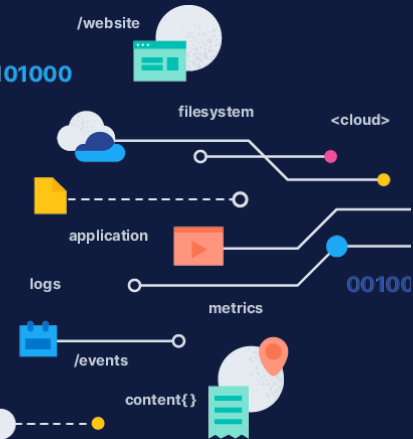 /website
101000
filesystem
<cloud>
application
logs
00100
metrics
/events
content{}